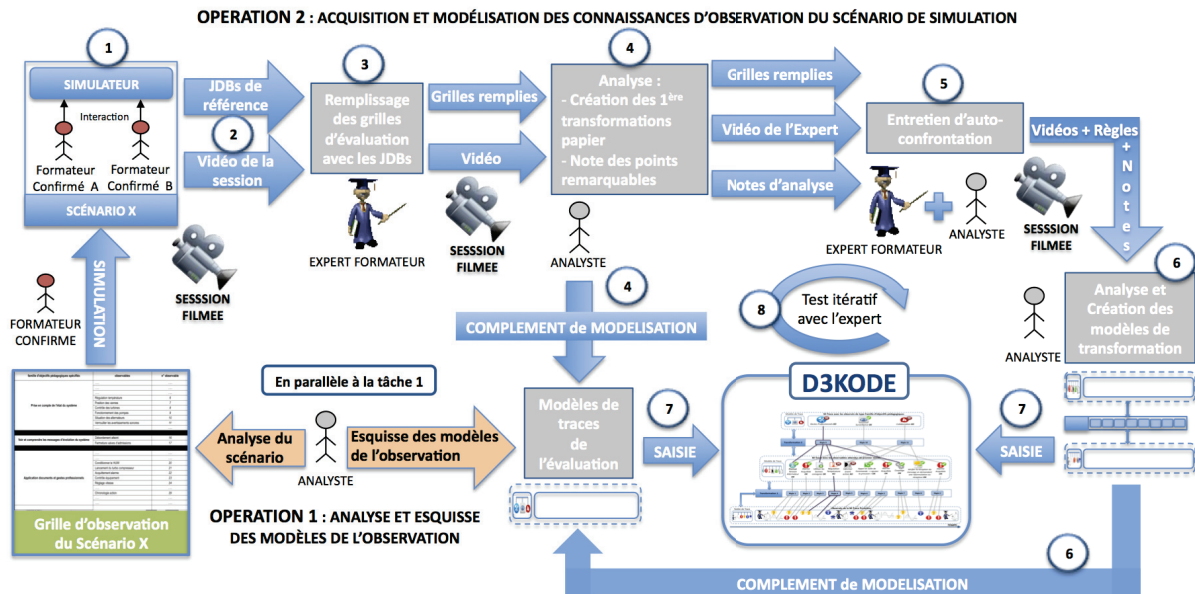 OPERATION 2 : ACQUISITION ET MODÉLISATION DES CONNAISSANCES D'OBSERVATION DU SCÉNARIO DE SIMULATION
1
SIMULATEUR
Interaction
Formateur
Confirmé A
Formateur
Confirmé B
SCÉNARIO X
JDBs de
référence
2
Vidéo de la
session
SESSSION
FILMEE
SIMULATION
FORMATEUR
CONFIRME
3
Remplissage
des grilles
d'évaluation
avec les JDBs
EXPERT FORMATEUR
Grilles remplies
Vidéo
SESSSION
FILMEE
4
Analyse :
- Création des 1ère
transformations
papier
- Note des points
remarquables
ANALYSTE
Grilles remplies
Vidéo de l'Expert
Notes d'analyse
5
Entretien d'auto-
confrontation
EXPERT FORMATEUR
ANALYSTE
SESSSION
FILMEE
Vidéos + Règles
+ Notes
6
Analyse et
Création des
modèles de
transformation
ANALYSTE
4
COMPLEMENT de MODELISATION
8
Test itératif
avec l'expert
En parallèle à la tâche 1
Analyse du
scénario
ANALYSTE
Esquisse des modèles
de l'observation
Modèles de
traces
de
l'évaluation
7
SAISIE
D3KODE
7
SAISIE
Grille d'observation
du Scénario X
OPERATION 1 : ANALYSE ET ESQUISSE
DES MODÈLES DE L'OBSERVATION
6
COMPLEMENT de MODELISATION